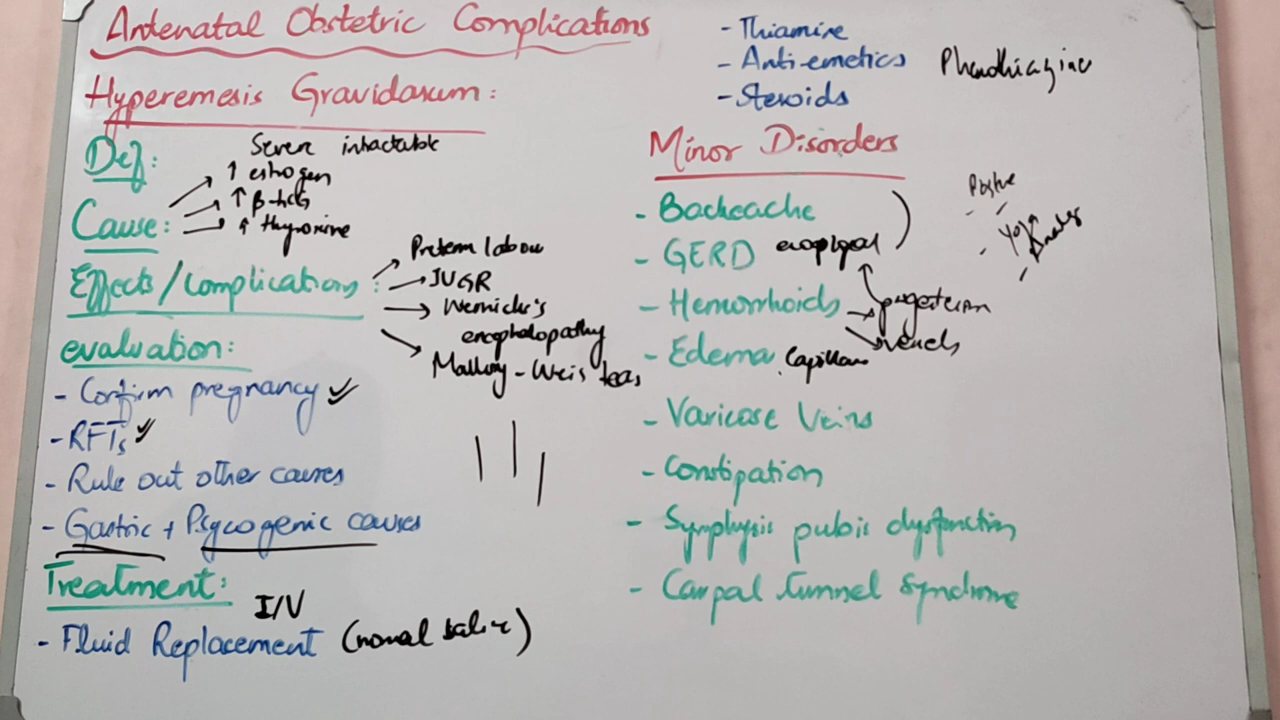 Antenatal Obstetric Complications
Hyperemesis Gravidarum:
Def:
Severe intractable
Cause:
↑ estrogen
↑ β-hCG
↑ thyroxine
Effects/complications:
Preterm labour
IUGR
Wernicke's
encephalopathy
Mallory-Weis tears
evaluation:
- Confirm pregnancy ✓
- RFTs ✓
- Rule out other causes
- Gastric + Psycogenic causes
Treatment:
I/V
- Fluid Replacement (normal saline)
- Thiamine
- Anti-emetics Phenothiazine
- Steroids
Minor Disorders
- Backache
- GERD
- Hemorrhoids → progesterone
vessels
- Edema capillary
- Varicose Veins
- Constipation
- Symphysis pubis dysfunction
- Carpal tunnel syndrome
Posture
- Yoga